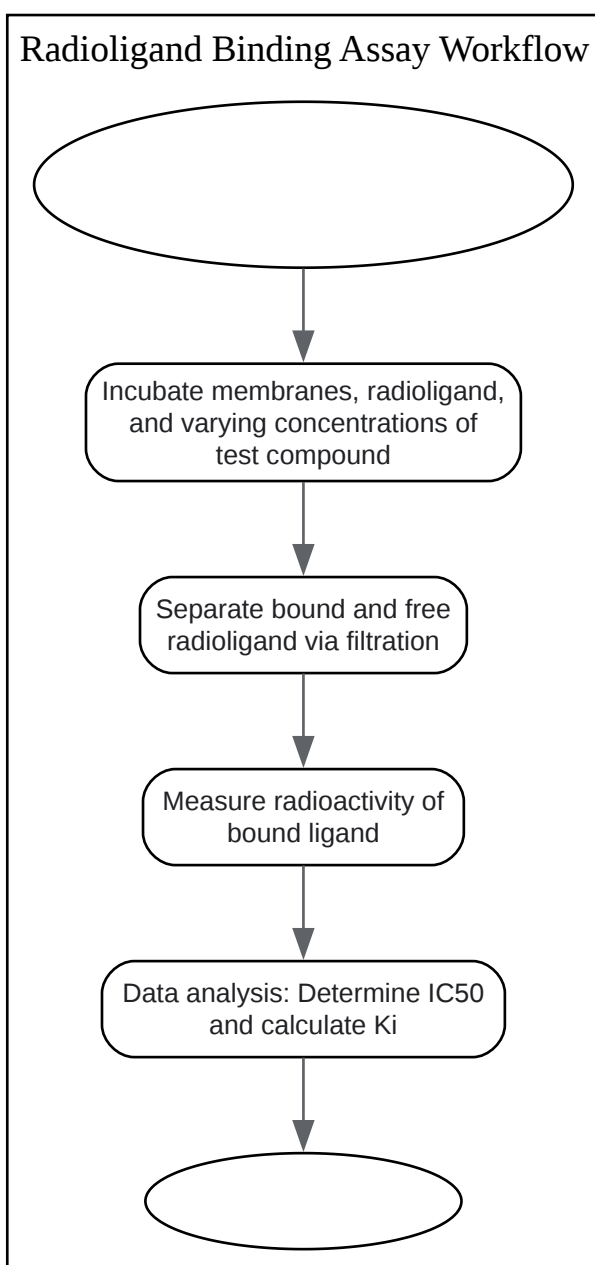 Radioligand Binding Assay Workflow
Incubate membranes, radioligand,
and varying concentrations of
test compound
Separate bound and free
radioligand via filtration
Measure radioactivity of
bound ligand
Data analysis: Determine IC50
and calculate Ki